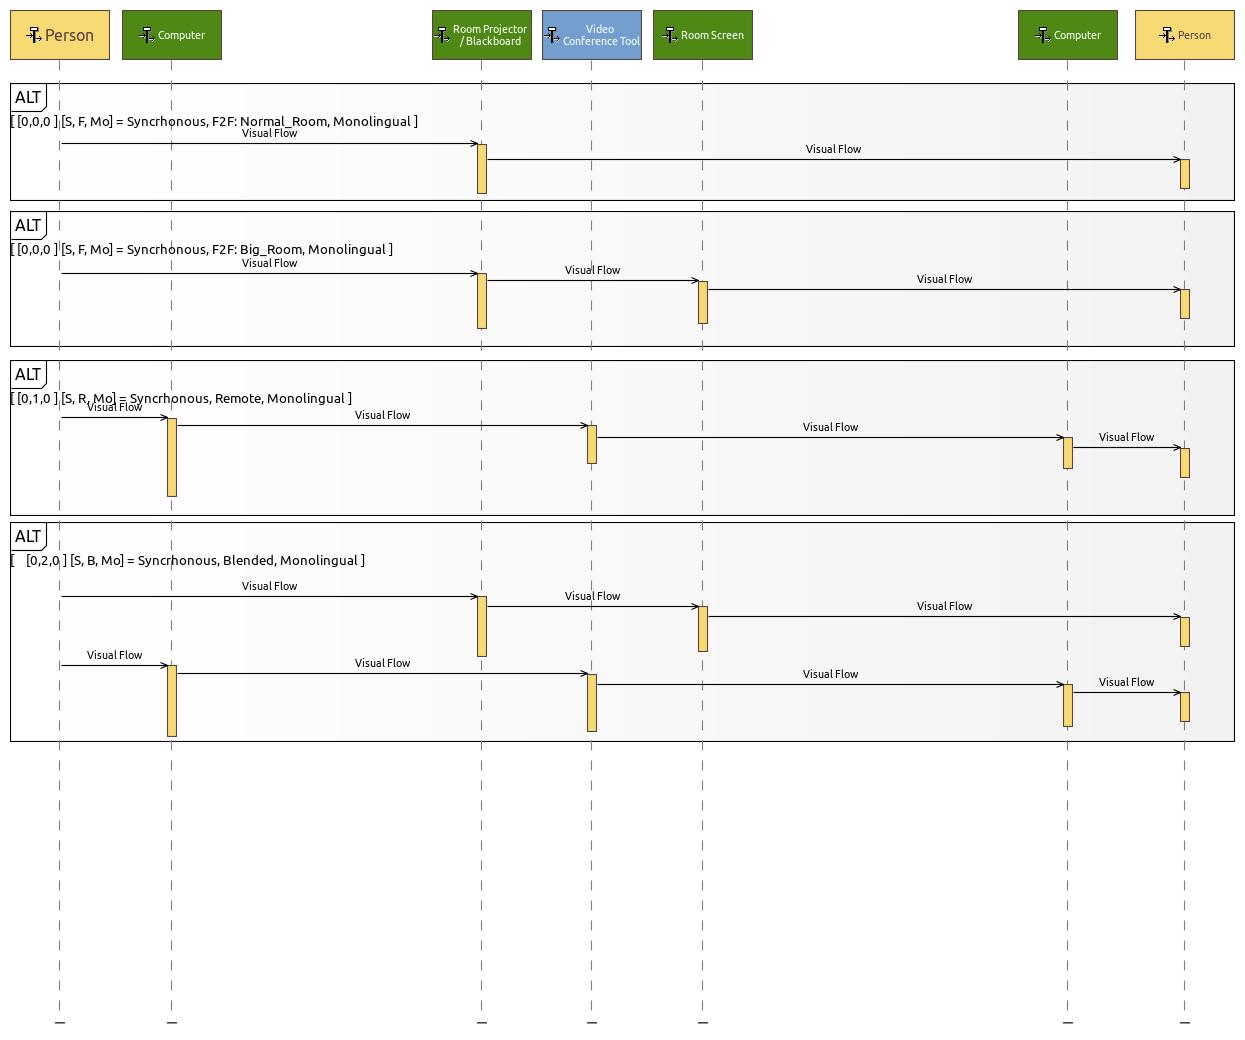 Person
Computer
Room Projector
/ Blackboard
Video
Conference Tool
Room Screen
Computer
Person
ALT
[ [0,0,0 ] [S, F, Mo] = Syncrhonous, F2F: Normal_Room, Monolingual ]
Visual Flow
Visual Flow
ALT
[ [0,0,0 ] [S, F, Mo] = Syncrhonous, F2F: Big_Room, Monolingual ]
Visual Flow
Visual Flow
Visual Flow
ALT
[ [0,1,0 ] [S, R, Mo] = Syncrhonous, Remote, Monolingual ]
Visual Flow
Visual Flow
Visual Flow
Visual Flow
ALT
[ [0,2,0 ] [S, B, Mo] = Syncrhonous, Blended, Monolingual ]
Visual Flow
Visual Flow
Visual Flow
Visual Flow
Visual Flow
Visual Flow
Visual Flow